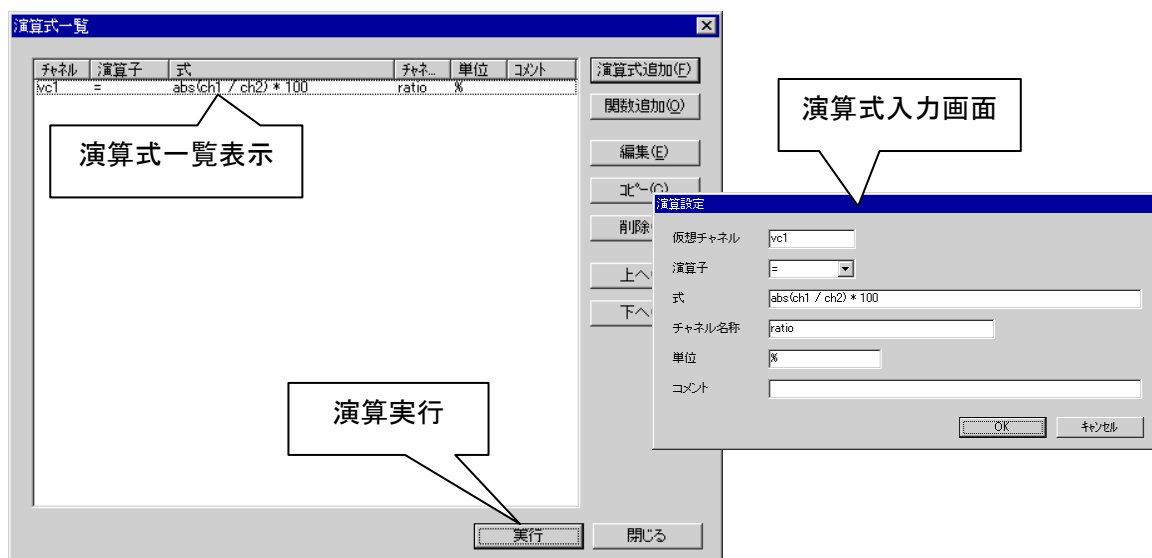 演算式一覧
ﾁｬﾈﾙ 演算子 式 ﾁｬﾈ... 単位 ｺﾒﾝﾄ
vc1 = abs(ch1 / ch2) * 100 ratio %
演算式一覧表示
演算式追加(F)
関数追加(O)
編集(E)
ｺﾋﾟｰ(C)
削除
上へ
下へ
演算実行
実行
閉じる
演算式入力画面
演算設定
仮想チャネル vc1
演算子 =
式 abs(ch1 / ch2) * 100
チャネル名称 ratio
単位 %
コメント
OK ｷｬﾝｾﾙ